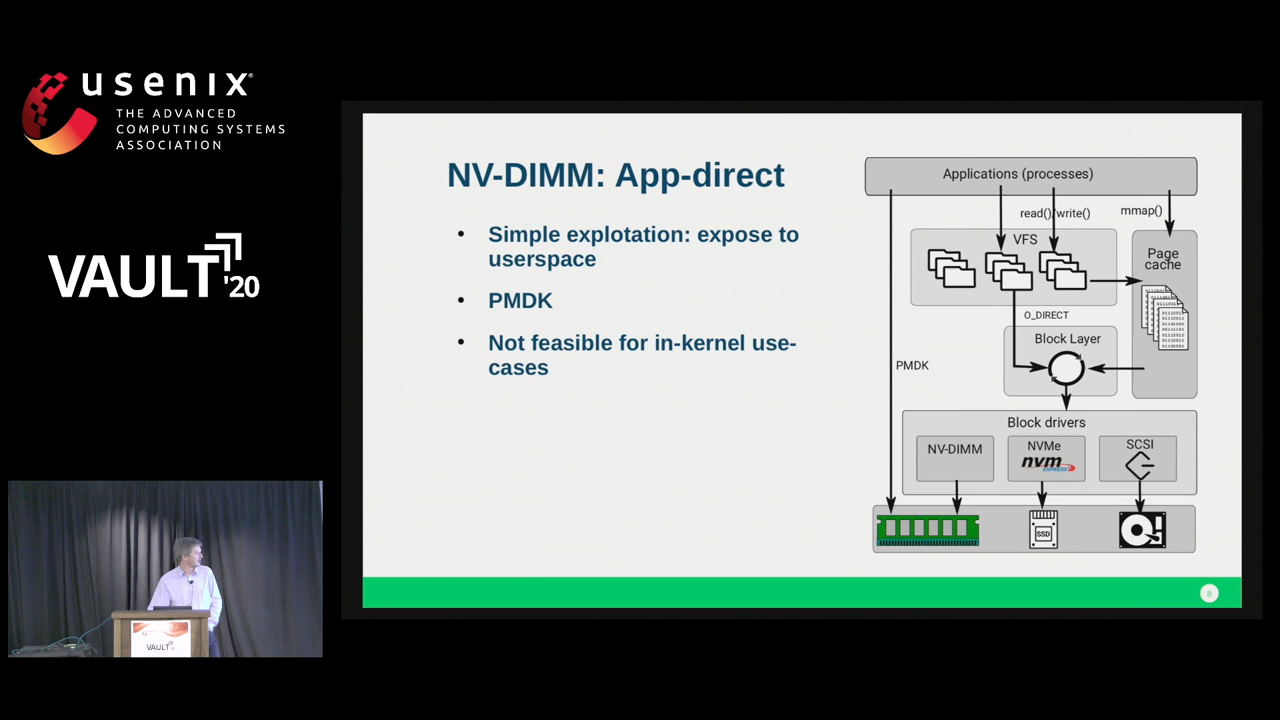 usenix®
THE ADVANCED
COMPUTING SYSTEMS
ASSOCIATION
VAULT'20
NV-DIMM: App-direct
• Simple explotation: expose to
userspace
• PMDK
• Not feasible for in-kernel use-
cases
Applications (processes)
read()/write()
mmap()
VFS
Page
cache
O_DIRECT
Block Layer
PMDK
Block drivers
NV-DIMM
NVMe
nvm
EXPRESS
SCSI
SSD
8
VAULT'20